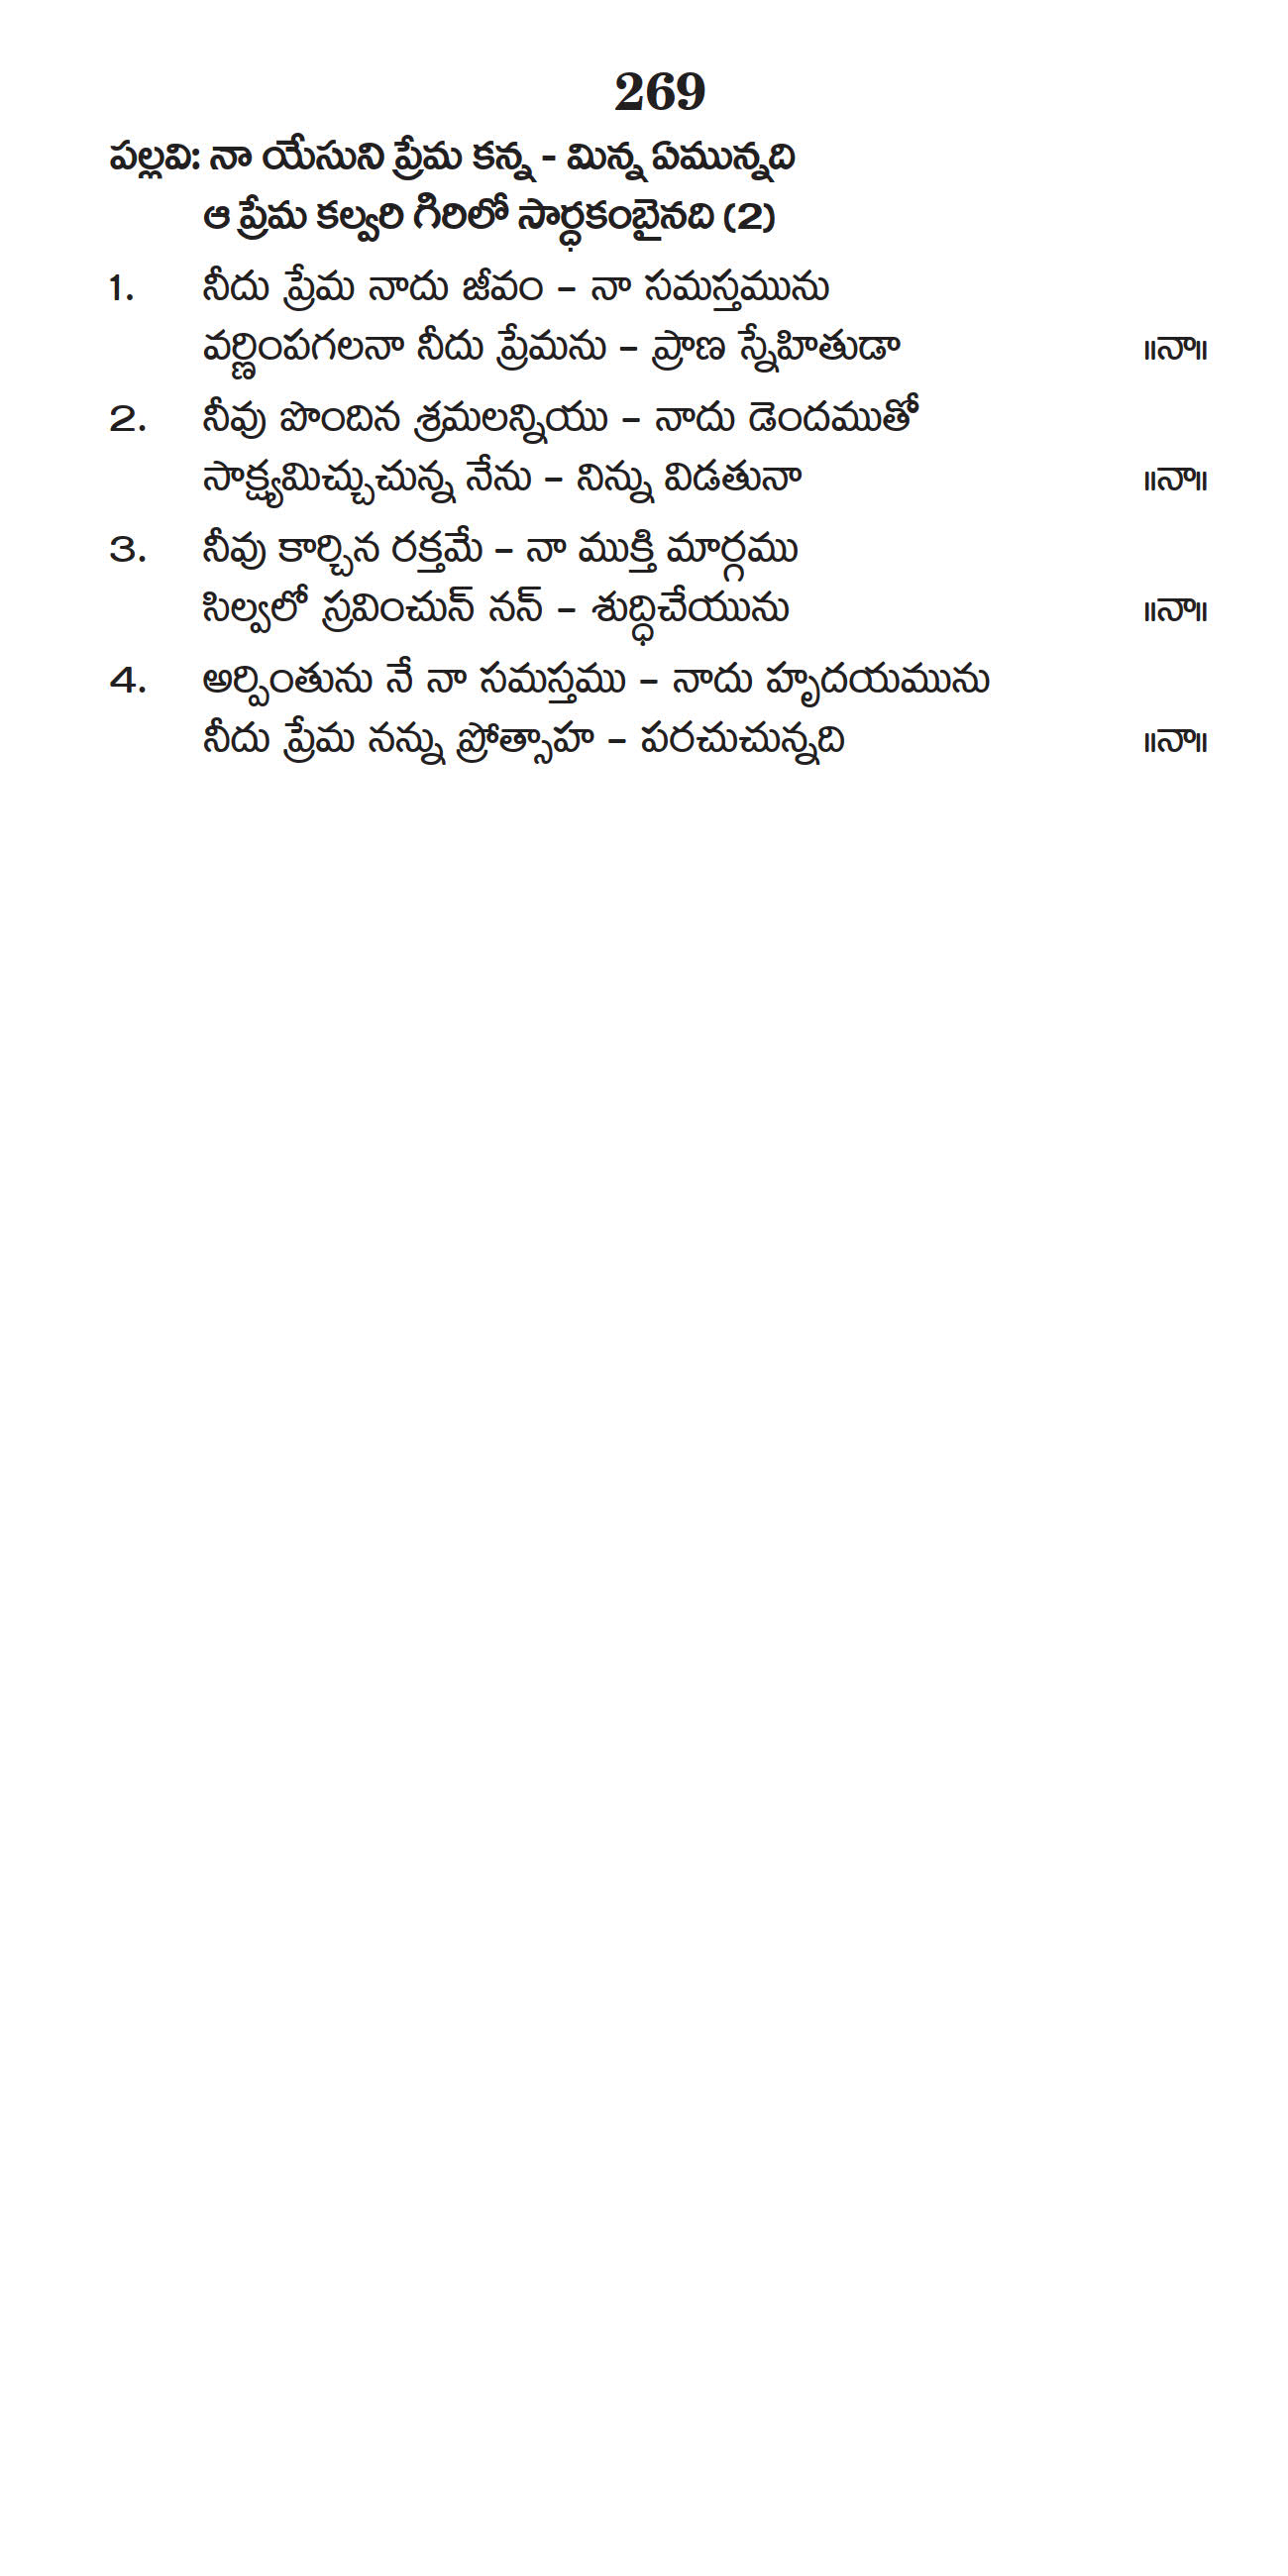 269
పల్లవి: నా యేసుని ప్రేమ కన్న - మిన్న ఏమున్నది
ఆ ప్రేమ కల్వరి గిరిలో సార్ధకంబైనది (2)
1. నీదు ప్రేమ నాదు జీవం – నా సమస్తమును
వర్ణింపగలనా నీదు ప్రేమను – ప్రాణ స్నేహితుడా ॥నా॥
2. నీవు పొందిన శ్రమలన్నియు – నాదు డెందముతో
సాక్ష్యమిచ్చుచున్న నేను – నిన్ను విడతునా ॥నా॥
3. నీవు కార్చిన రక్తమే – నా ముక్తి మార్గము
సిల్వలో స్రవించున్ నన్ – శుద్ధిచేయును ॥నా॥
4. అర్పింతును నే నా సమస్తము – నాదు హృదయమును
నీదు ప్రేమ నన్ను ప్రోత్సాహ – పరచుచున్నది ॥నా॥